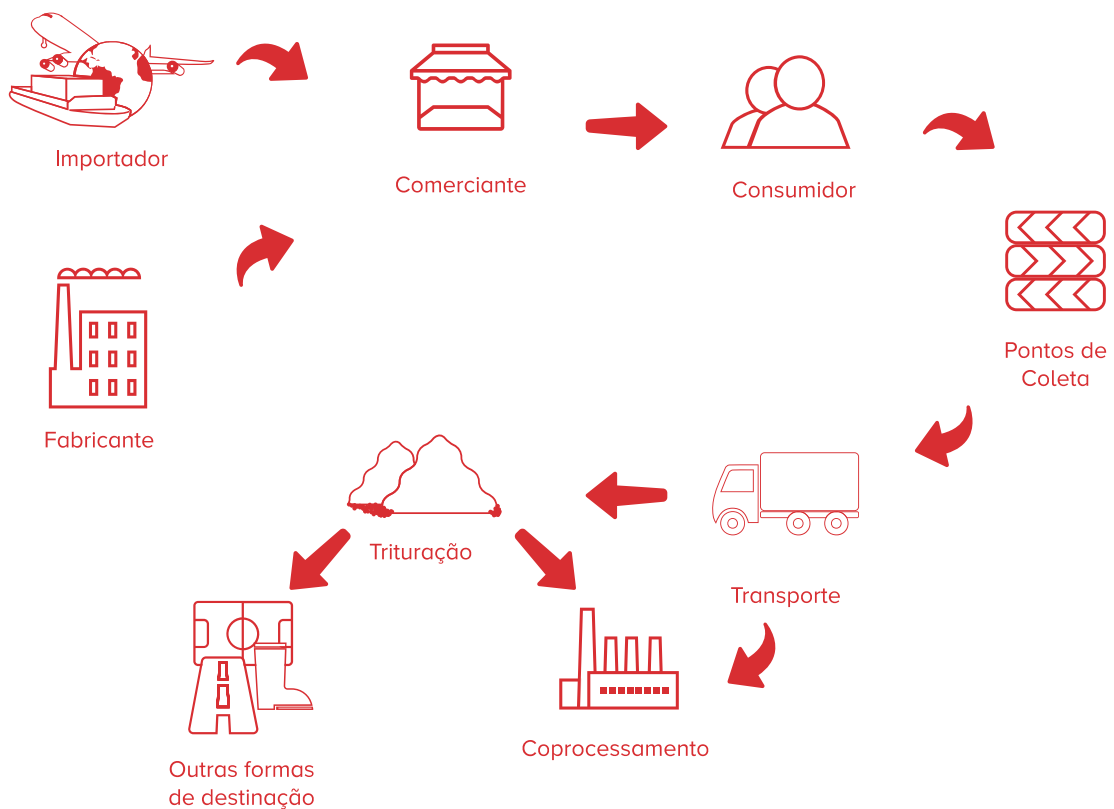 Importador
Comerciante
Consumidor
Pontos de
Coleta
Fabricante
Trituração
Transporte
Coprocessamento
Outras formas
de destinação